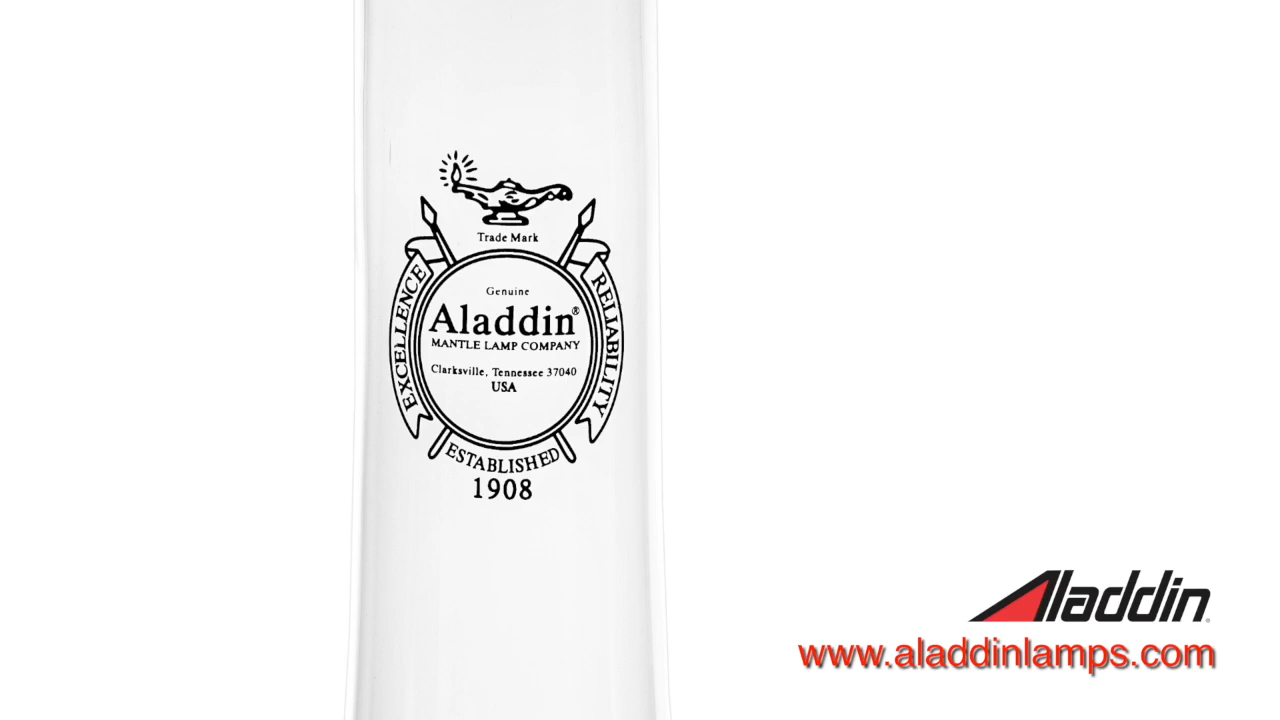 Trade Mark
Genuine
Aladdin®
MANTLE LAMP COMPANY
Clarksville, Tennessee 37040
USA
EXCELLENCE
RELIABILITY
ESTABLISHED
1908
Aladdin
www.aladdinlamps.com